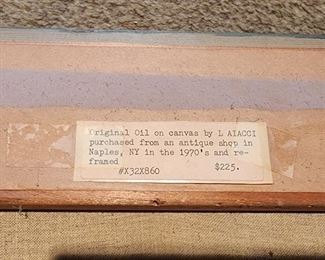 Original Oil on canvas by L AIACCI
purchased from an antique shop in
Naples, NY in the 1970's and re-
framed
#X32X860 $225.